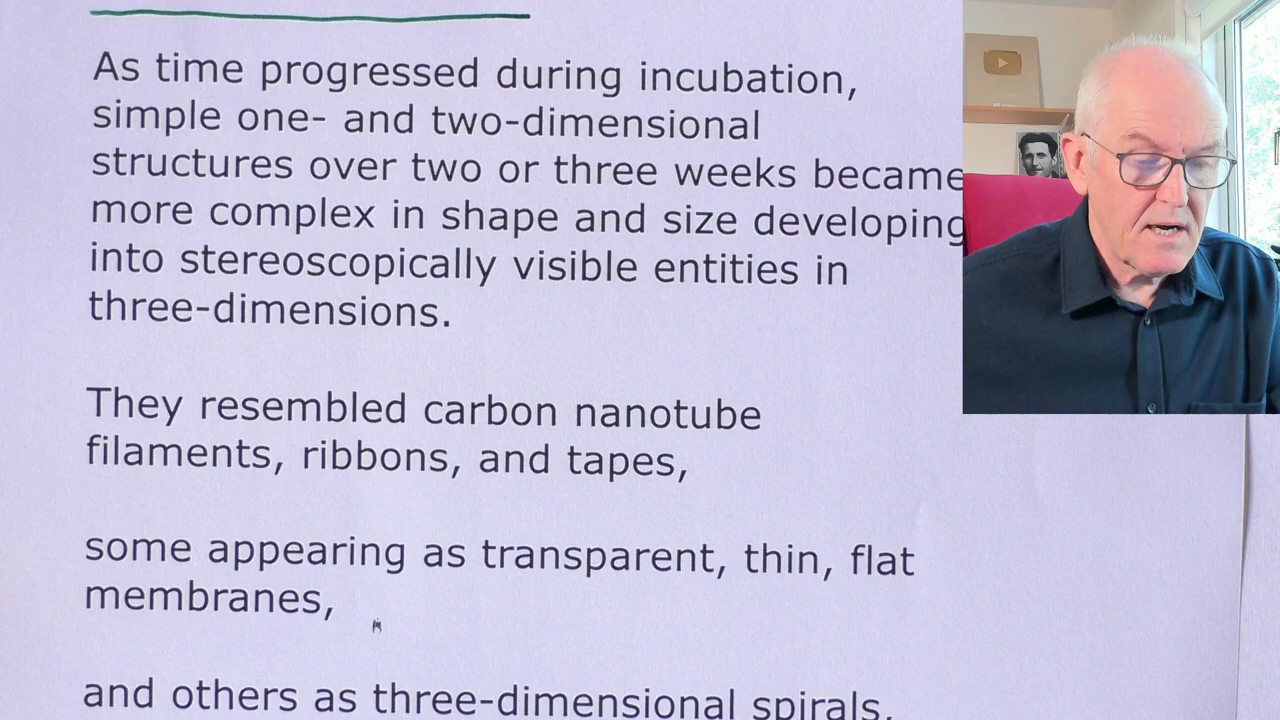 As time progressed during incubation,
simple one- and two-dimensional
structures over two or three weeks became
more complex in shape and size developing
into stereoscopically visible entities in
three-dimensions.
They resembled carbon nanotube
filaments, ribbons, and tapes,
some appearing as transparent, thin, flat
membranes,
and others as three-dimensional spirals,